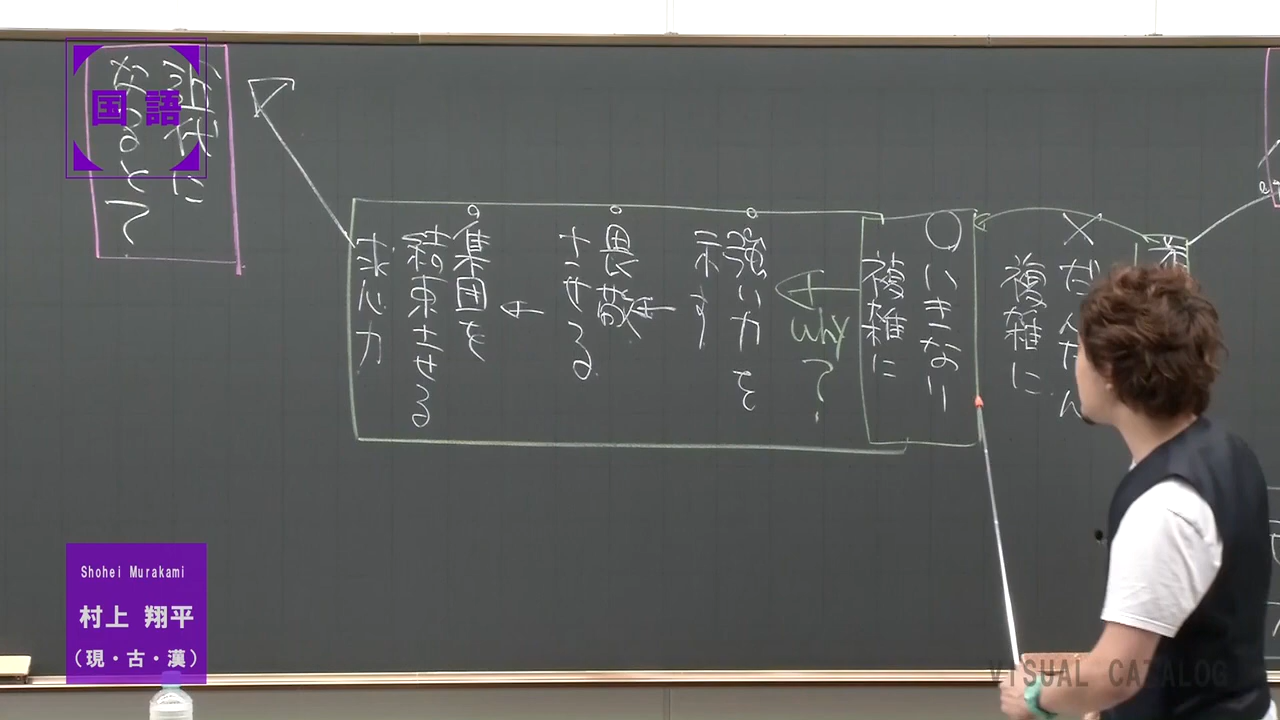 国語
×だんだん
複雑に
○いきなり
複雑に
why?
強い力を
示す
畏敬
させる
集団を
結束させる
求心力
近状に
なるとて
Shohei Murakami
村上 翔平
(現・古・漢)
VISUAL CATALOG